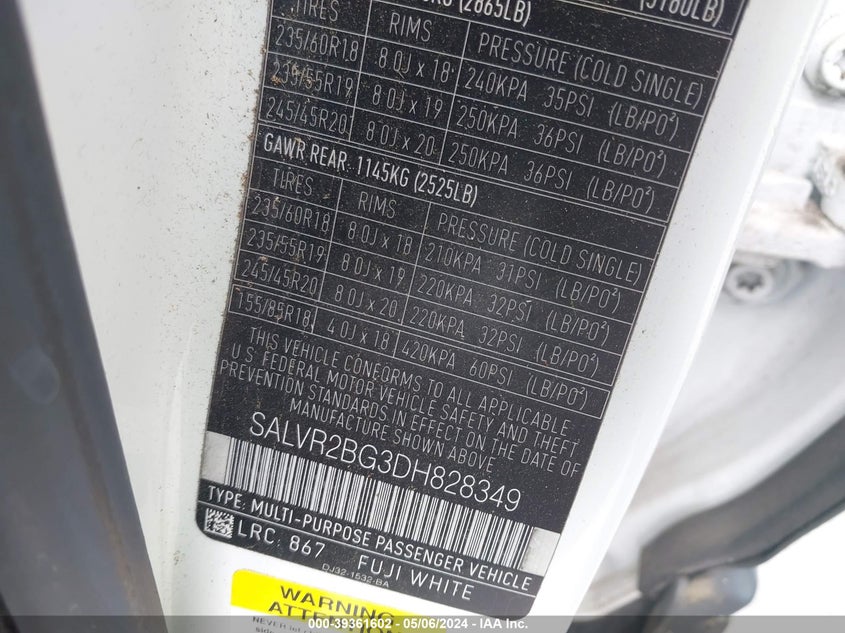 (2865LB)
TIRES RIMS PRESSURE (COLD SINGLE)
235/60R18 8.0J x 18 240KPA 35PSI (LB/PO²)
235/55R19 8.0J x 19 250KPA 36PSI (LB/PO²)
245/45R20 8.0J x 20 250KPA 36PSI (LB/PO²)
GAWR REAR: 1145KG (2525LB)
TIRES RIMS PRESSURE (COLD SINGLE)
235/60R18 8.0J x 18 210KPA 31PSI (LB/PO²)
235/55R19 8.0J x 19 220KPA 32PSI (LB/PO²)
245/45R20 8.0J x 20 220KPA 32PSI (LB/PO²)
155/85R18 4.0J x 18 420KPA 60PSI (LB/PO²)
THIS VEHICLE CONFORMS TO ALL APPLICABLE
U.S. FEDERAL MOTOR VEHICLE SAFETY AND THEFT
PREVENTION STANDARDS IN EFFECT ON THE DATE OF
MANUFACTURE SHOWN ABOVE
SALVR2BG3DH828349
TYPE: MULTI-PURPOSE PASSENGER VEHICLE
LRC: 867 FUJI WHITE
DJ32-1532-BA
WARNING
ATTENTION
NEVER
000-39361602 - 05/06/2024 - IAA Inc.